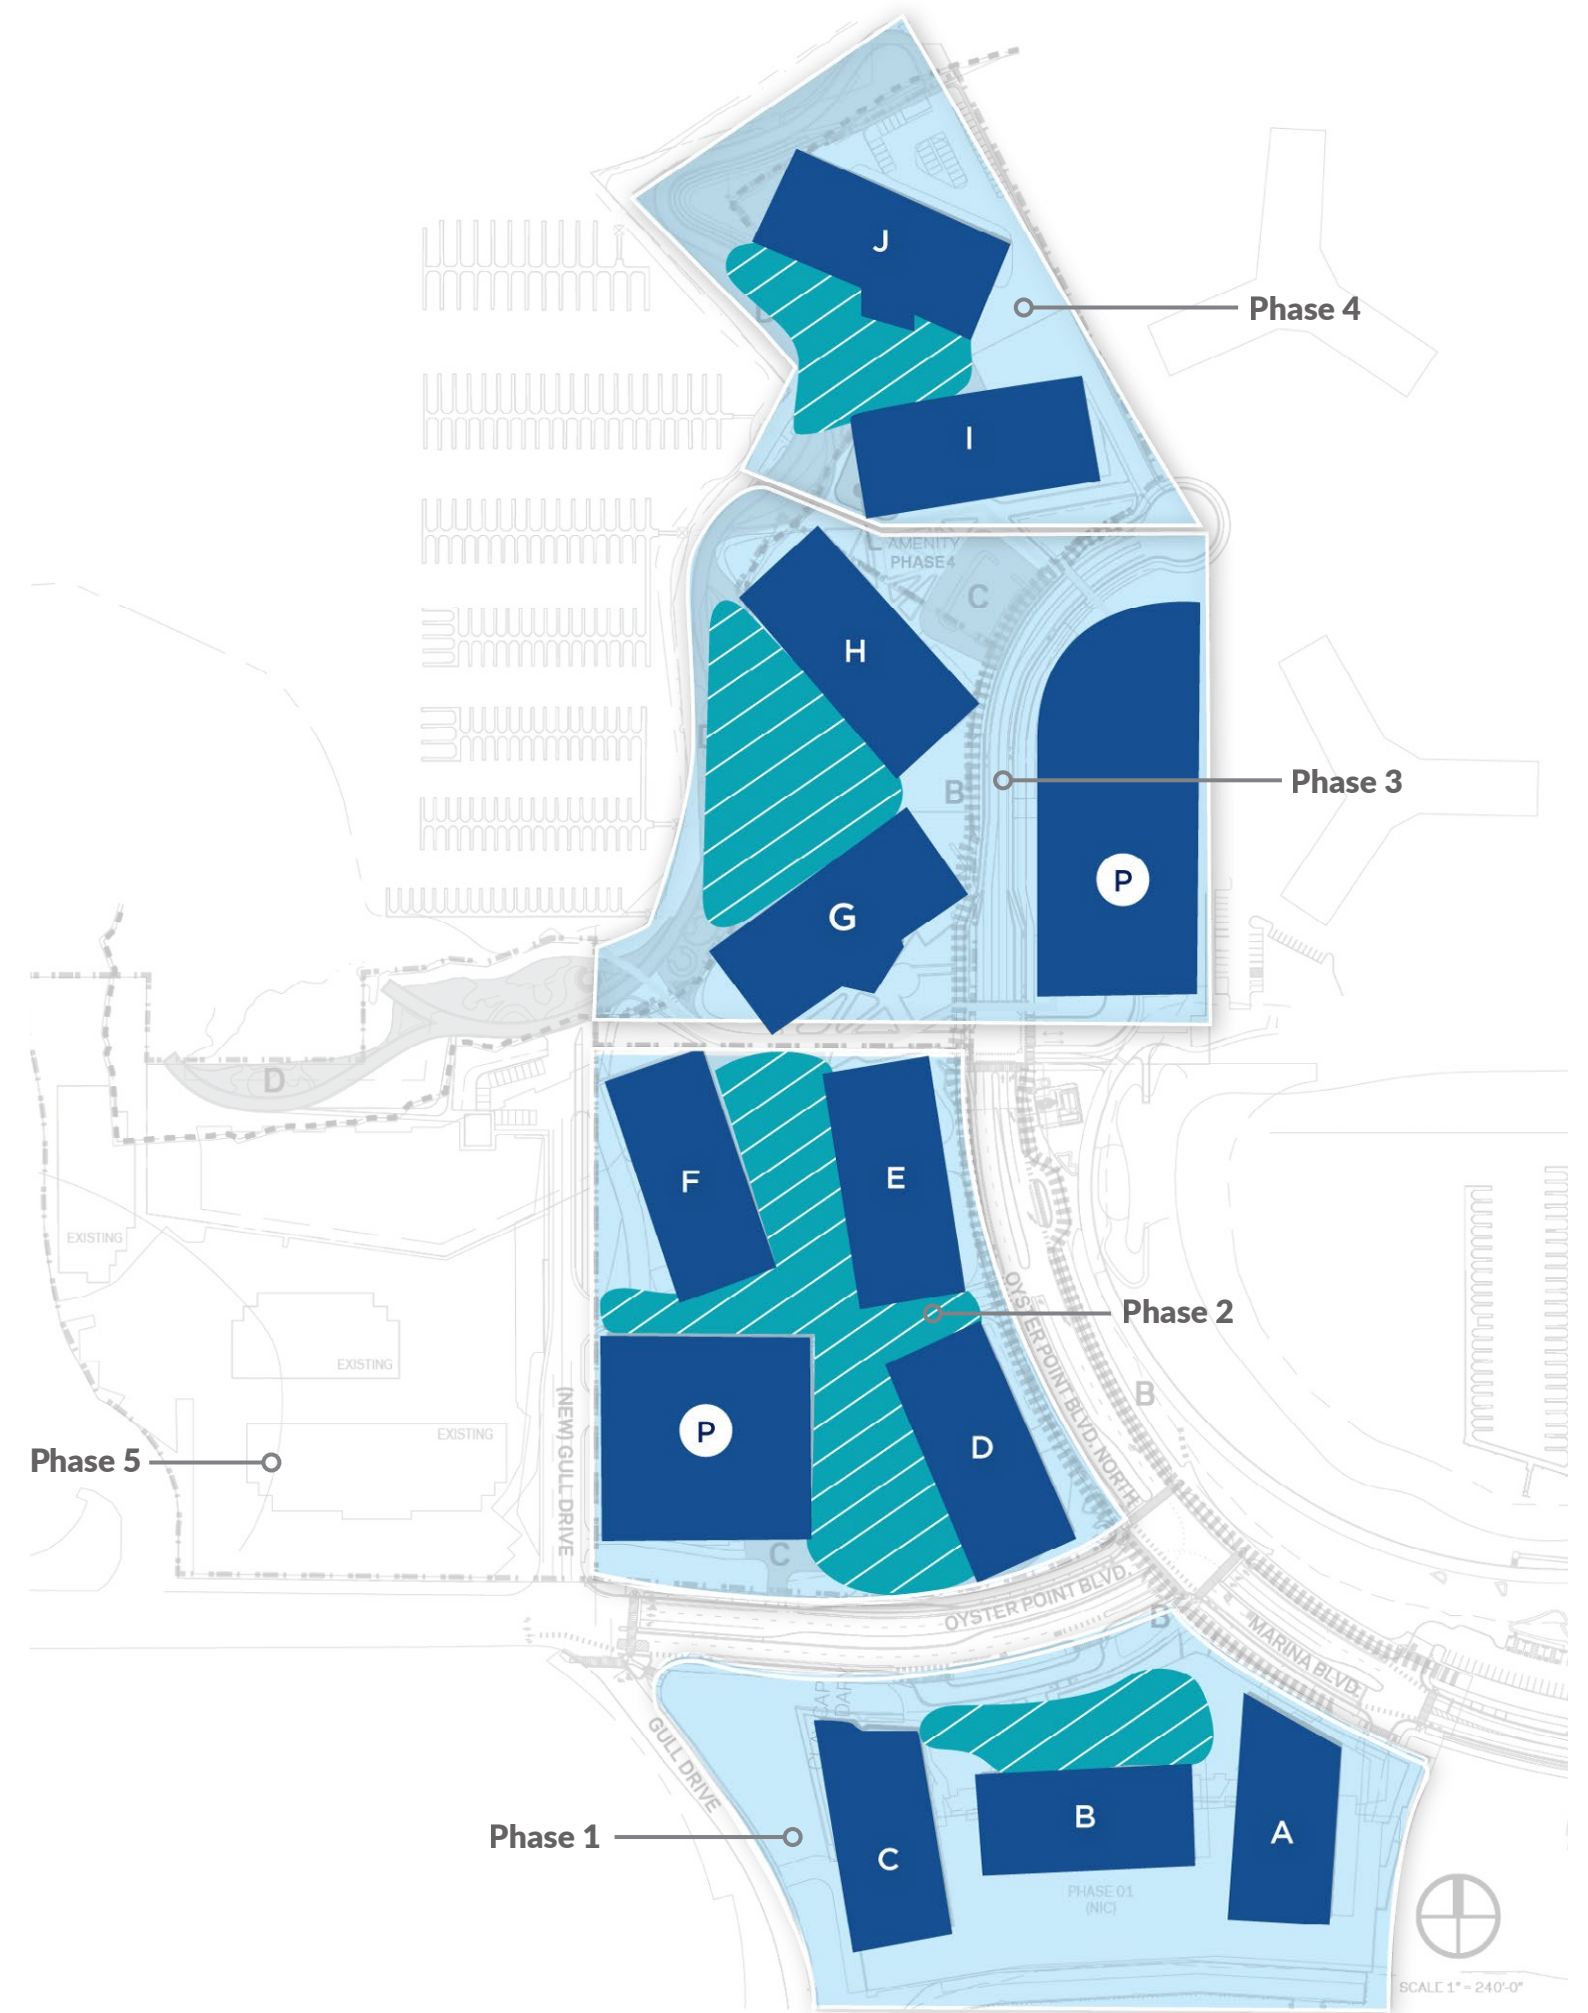 J
Phase 4
I
AMENITY
PHASE 4
C
H
B
Phase 3
P
G
D
F
E
EXISTING
Phase 2
OYSTER POINT BLVD. NORTH
EXISTING
B
(NEW) GULL DRIVE
EXISTING
P
D
Phase 5
C
OYSTER POINT BLVD.
B
MARINA BLVD.
GULL DRIVE
Phase 1
B
A
C
PHASE 01
(NIC)
SCALE 1" = 240'-0"